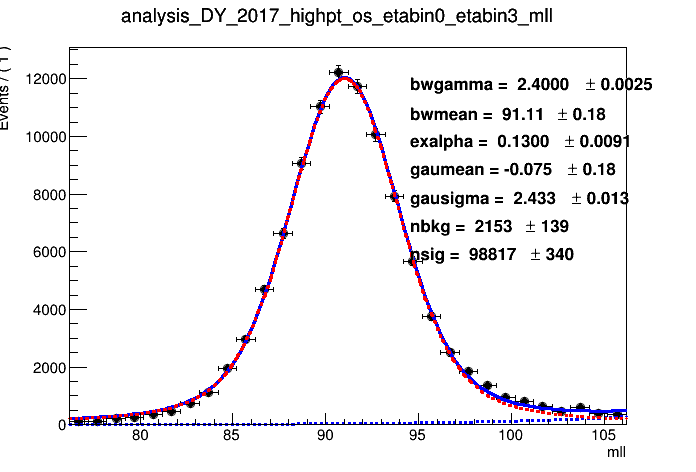 analysis_DY_2017_highpt_os_etabin0_etabin3_mll
Events / ( 1 )
12000
10000
8000
6000
4000
2000
0
bwgamma = 2.4000 ± 0.0025
bwmean = 91.11 ± 0.18
exalpha = 0.1300 ± 0.0091
gaumean = -0.075 ± 0.18
gausigma = 2.433 ± 0.013
nbkg = 2153 ± 139
nsig = 98817 ± 340
80 85 90 95 100 105
mll